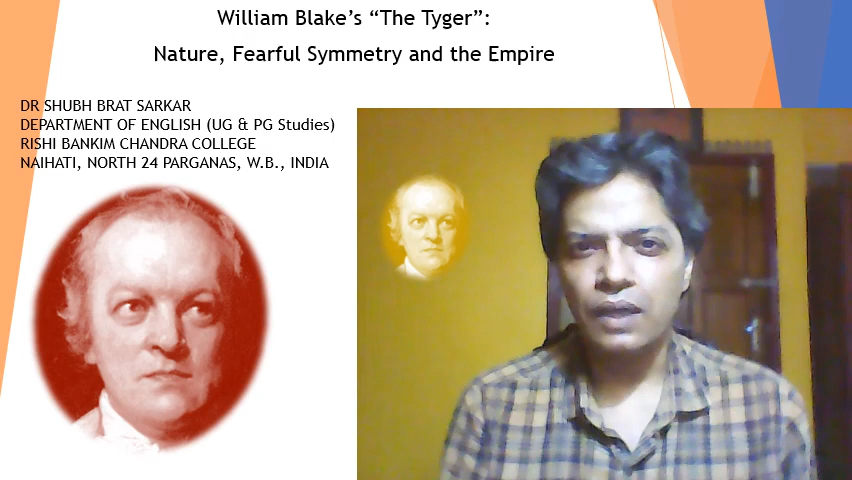 William Blake’s “The Tyger”:
Nature, Fearful Symmetry and the Empire
DR SHUBH BRAT SARKAR
DEPARTMENT OF ENGLISH (UG & PG Studies)
RISHI BANKIM CHANDRA COLLEGE
NAIHATI, NORTH 24 PARGANAS, W.B., INDIA